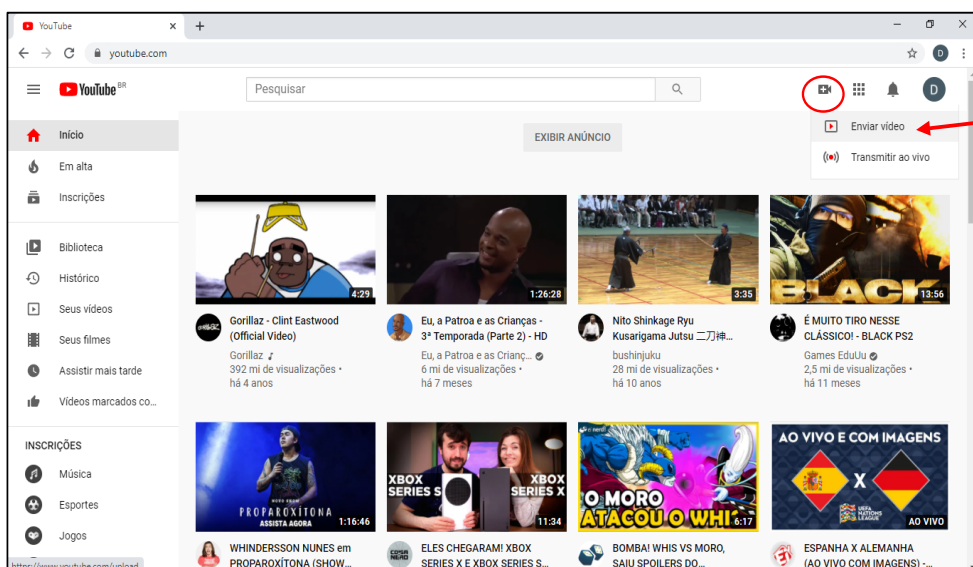 YouTube
youtube.com
D
YouTube BR
Pesquisar
D
Início
Em alta
Inscrições
Biblioteca
Histórico
Seus vídeos
Seus filmes
Assistir mais tarde
Vídeos marcados co...
INSCRIÇÕES
Música
Esportes
Jogos
https://www.youtube.com/upload
EXIBIR ANÚNCIO
Enviar vídeo
Transmitir ao vivo
4:29
1:26:28
3:35
BLACK
13:56
Gorillaz - Clint Eastwood
(Official Video)
Gorillaz
392 mi de visualizações •
há 4 anos
Eu, a Patroa e as Crianças -
3ª Temporada (Parte 2) - HD
Eu, a Patroa e as Crianç...
6 mi de visualizações •
há 7 meses
Nito Shinkage Ryu
Kusarigama Jutsu 二刀神...
bushinjuku
28 mi de visualizações •
há 10 anos
É MUITO TIRO NESSE
CLÁSSICO! - BLACK PS2
Games EduUu
2,5 mi de visualizações •
há 11 meses
PROPAROXÍTONA
ASSISTA AGORA
1:16:46
XBOX
SERIES S
XBOX
SERIES X
11:34
O MORO
ATACOU O WHI
6:17
AO VIVO E COM IMAGENS
X
UEFA
NATIONS
LEAGUE
AO VIVO
WHINDERSSON NUNES em
PROPAROXÍTONA (SHOW...
COISA
NERD
ELES CHEGARAM! XBOX
SERIES X E XBOX SERIES S...
BOMBA! WHIS VS MORO,
SAIU SPOILERS DO...
ESPANHA X ALEMANHA
(AO VIVO COM IMAGENS) -...